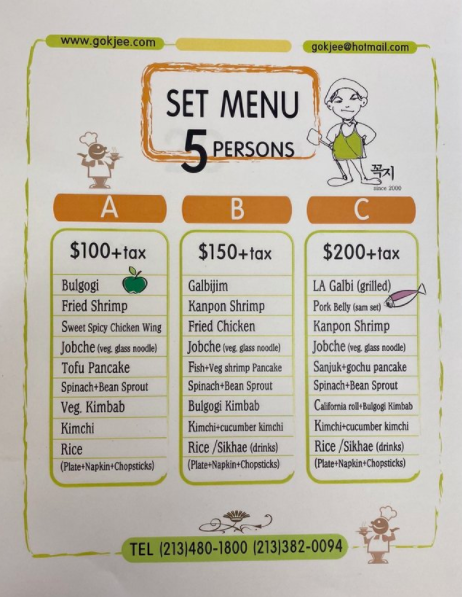 www.gokjee.com
gokjee@hotmail.com
SET MENU
5 PERSONS
꼭지
since 2000
A
$100+tax
Bulgogi
Fried Shrimp
Sweet Spicy Chicken Wing
Jobche (veg. glass noodle)
Tofu Pancake
Spinach+Bean Sprout
Veg. Kimbab
Kimchi
Rice
(Plate+Napkin+Chopsticks)
B
$150+tax
Galbijim
Kanpon Shrimp
Fried Chicken
Jobche (veg. glass noodle)
Fish+Veg shrimp Pancake
Spinach+Bean Sprout
Bulgogi Kimbab
Kimchi+cucumber kimchi
Rice /Sikhae (drinks)
(Plate+Napkin+Chopsticks)
C
$200+tax
LA Galbi (grilled)
Pork Belly (sam set)
Kanpon Shrimp
Jobche (veg. glass noodle)
Sanjuk+gochu pancake
Spinach+Bean Sprout
California roll+Bulgogi Kimbab
Kimchi+cucumber kimchi
Rice /Sikhae (drinks)
(Plate+Napkin+Chopsticks)
TEL (213)480-1800 (213)382-0094